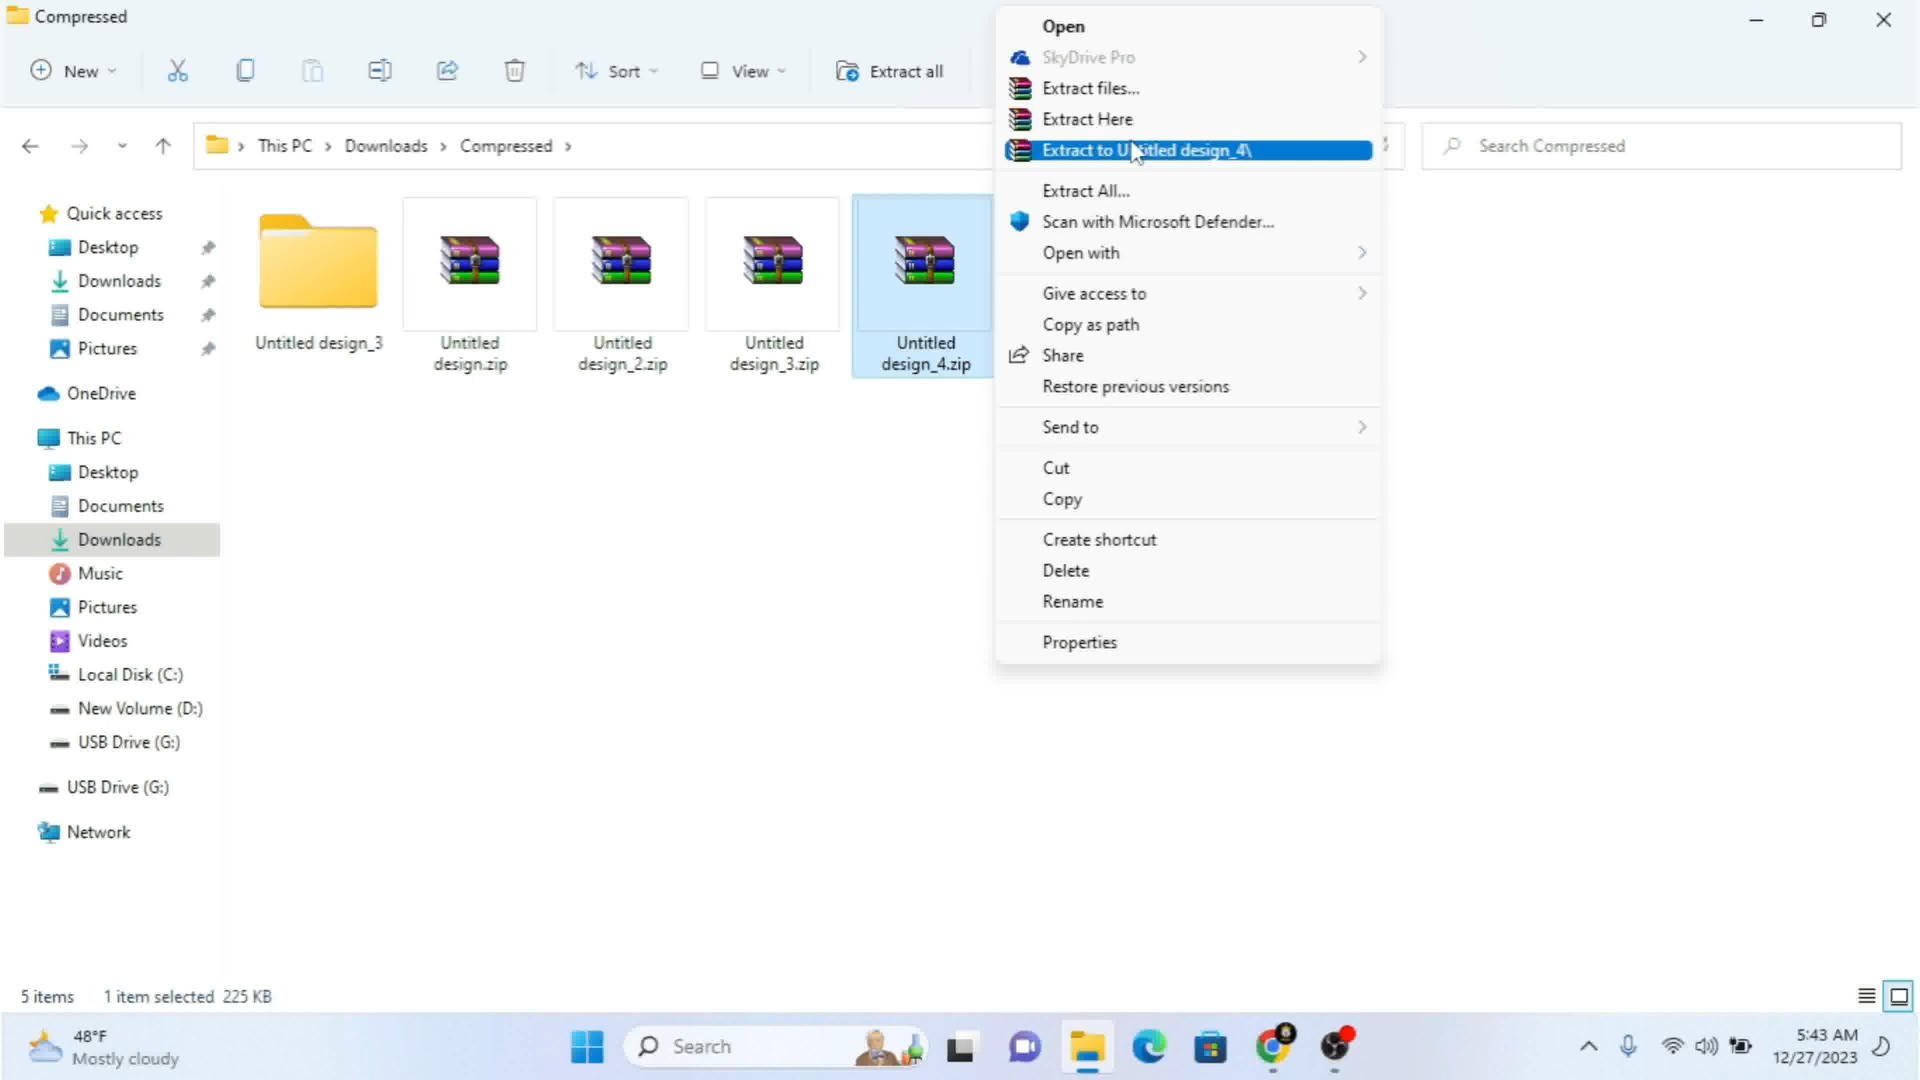 Compressed
New
Sort
View
Extract all
This PC
Downloads
Compressed
Search Compressed
Quick access
Desktop
Downloads
Documents
Pictures
OneDrive
This PC
Desktop
Documents
Downloads
Music
Pictures
Videos
Local Disk (C:)
New Volume (D:)
USB Drive (G:)
USB Drive (G:)
Network
Untitled design_3
Untitled
design.zip
Untitled
design_2.zip
Untitled
design_3.zip
Untitled
design_4.zip
Open
SkyDrive Pro
Extract files...
Extract Here
Extract to Untitled design_4\
Extract All...
Scan with Microsoft Defender...
Open with
Give access to
Copy as path
Share
Restore previous versions
Send to
Cut
Copy
Create shortcut
Delete
Rename
Properties
5 items
1 item selected 225 KB
48°F
Mostly cloudy
Search
5:43 AM
12/27/2023